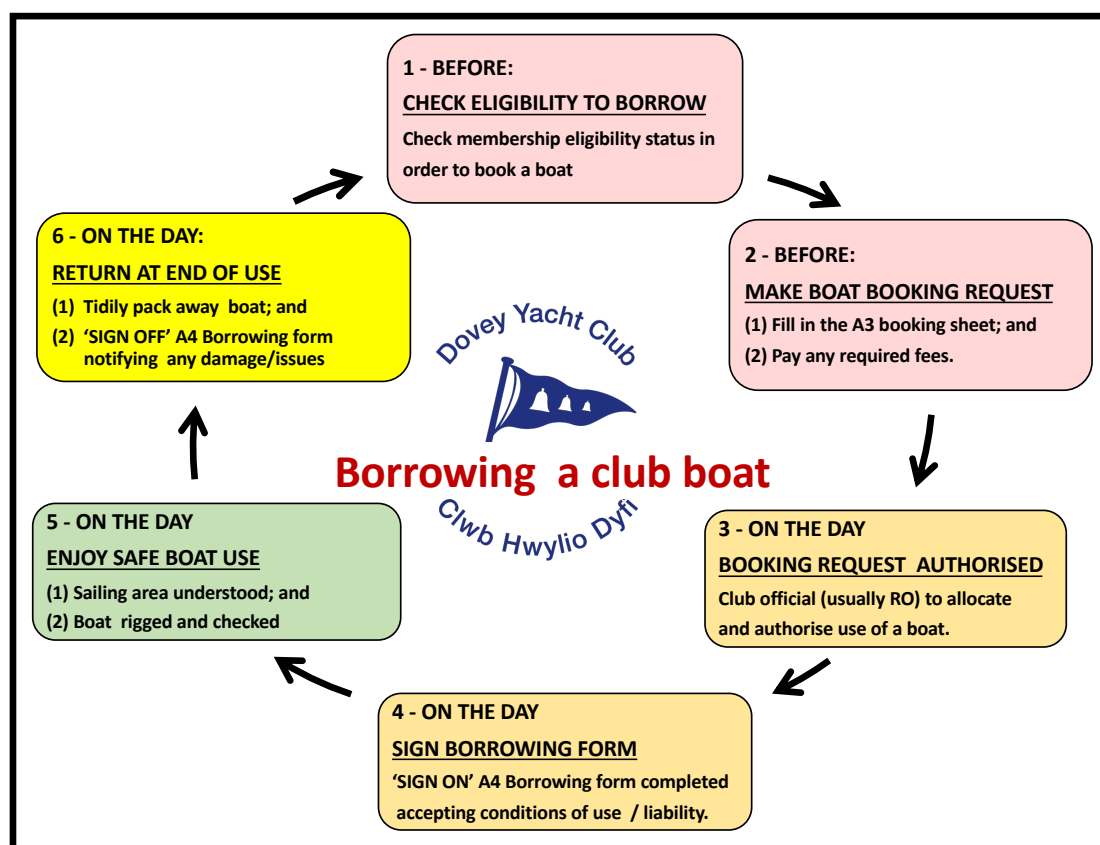 1 - BEFORE:
CHECK ELIGIBILITY TO BORROW
Check membership eligibility status in
order to book a boat
2 - BEFORE:
MAKE BOAT BOOKING REQUEST
(1) Fill in the A3 booking sheet; and
(2) Pay any required fees.
3 - ON THE DAY
BOOKING REQUEST AUTHORISED
Club official (usually RO) to allocate
and authorise use of a boat.
4 - ON THE DAY
SIGN BORROWING FORM
‘SIGN ON’ A4 Borrowing form completed
accepting conditions of use / liability.
5 - ON THE DAY
ENJOY SAFE BOAT USE
(1) Sailing area understood; and
(2) Boat rigged and checked
6 - ON THE DAY:
RETURN AT END OF USE
(1) Tidily pack away boat; and
(2) ‘SIGN OFF’ A4 Borrowing form
notifying any damage/issues
Dovey Yacht Club
Borrowing a club boat
Clwb Hwylio Dyfi